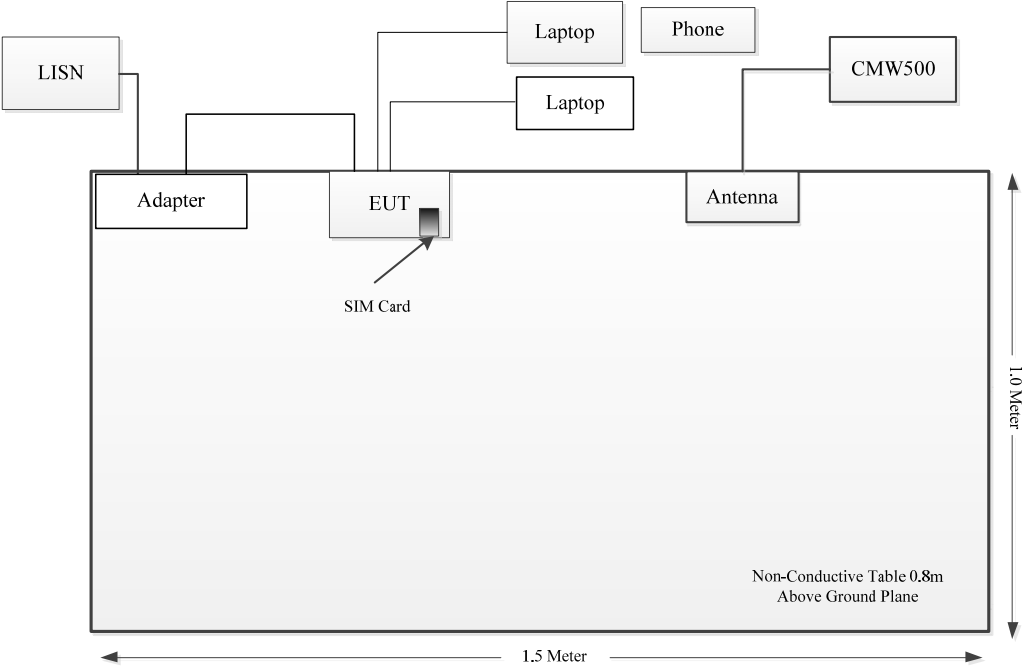 Laptop
Phone
LISN
CMW500
Laptop
Adapter
EUT
Antenna
SIM Card
1.0 Meter
Non-Conductive Table 0.8m
Above Ground Plane
1.5 Meter